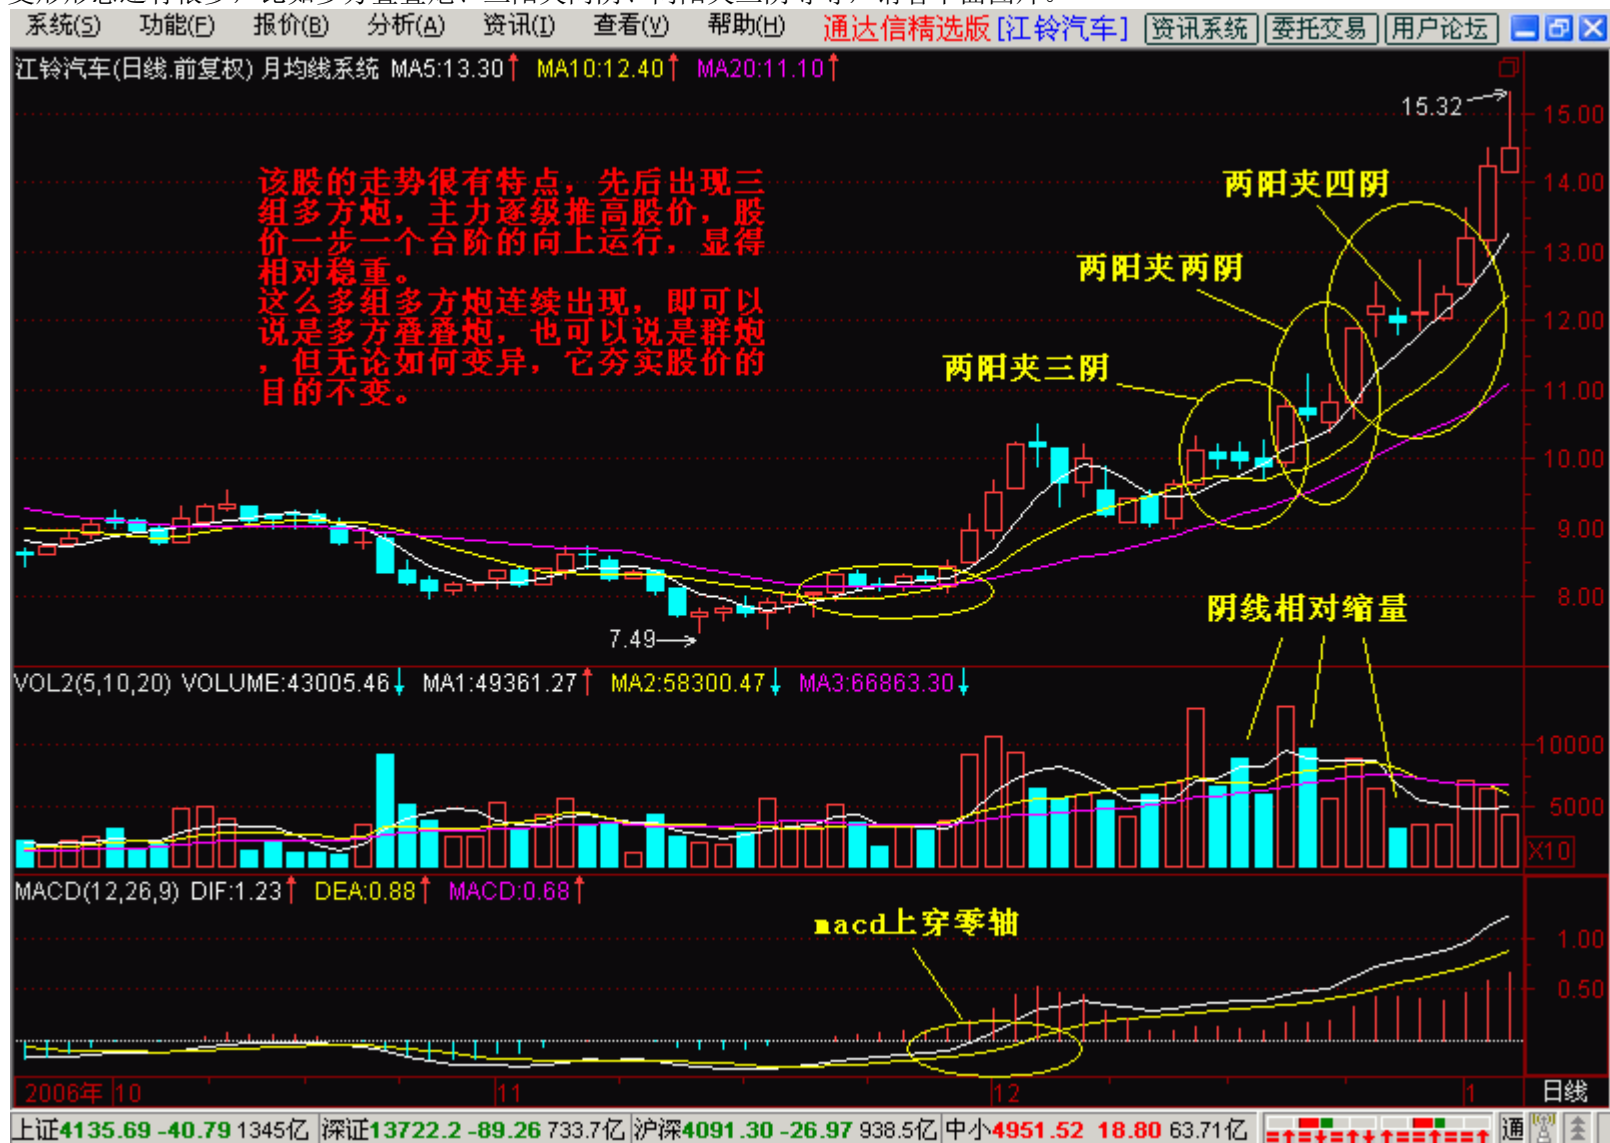 系统(S) 功能(F) 报价(B) 分析(A) 资讯(I) 查看(V) 帮助(H) 通达信精选版 [江铃汽车] 资讯系统 委托交易 用户论坛
江铃汽车(日线.前复权) 月均线系统 MA5:13.30↑ MA10:12.40↑ MA20:11.10↑
15.32
15.00
该股的走势很有特点，先后出现三
组多方炮，主力逐级推高股价，股
价一步一个台阶的向上运行，显得
相对稳重。
这么多组多方炮连续出现，即可以
说是多方叠叠炮，也可以说是群炮
，但无论如何变异，它夯实股价的
目的不变。
两阳夹四阴
14.00
两阳夹两阴
13.00
12.00
两阳夹三阴
11.00
10.00
9.00
8.00
阴线相对缩量
7.49
VOL2(5,10,20) VOLUME:43005.46↓ MA1:49361.27↑ MA2:58300.47↓ MA3:66863.30↓
10000
5000
X10
MACD(12,26,9) DIF:1.23↑ DEA:0.88↑ MACD:0.68↑
macd上穿零轴
1.00
0.50
2006年 10 11 12 1 日线
上证4135.69 -40.79 1345亿 深证13722.2 -89.26 733.7亿 沪深4091.30 -26.97 938.5亿 中小4951.52 18.80 63.71亿 通